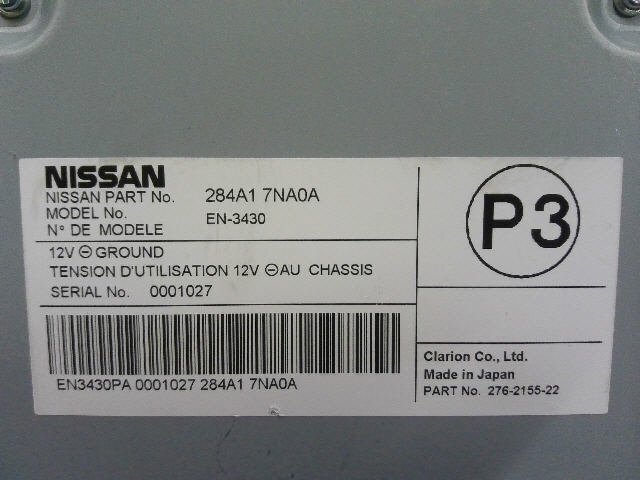 NISSAN
NISSAN PART No. 284A1 7NA0A
MODEL No. EN-3430
N° DE MODELE
P3
12V ⊖ GROUND
TENSION D'UTILISATION 12V ⊖ AU CHASSIS
SERIAL No. 0001027
EN3430PA 0001027 284A1 7NA0A
Clarion Co., Ltd.
Made in Japan
PART No. 276-2155-22